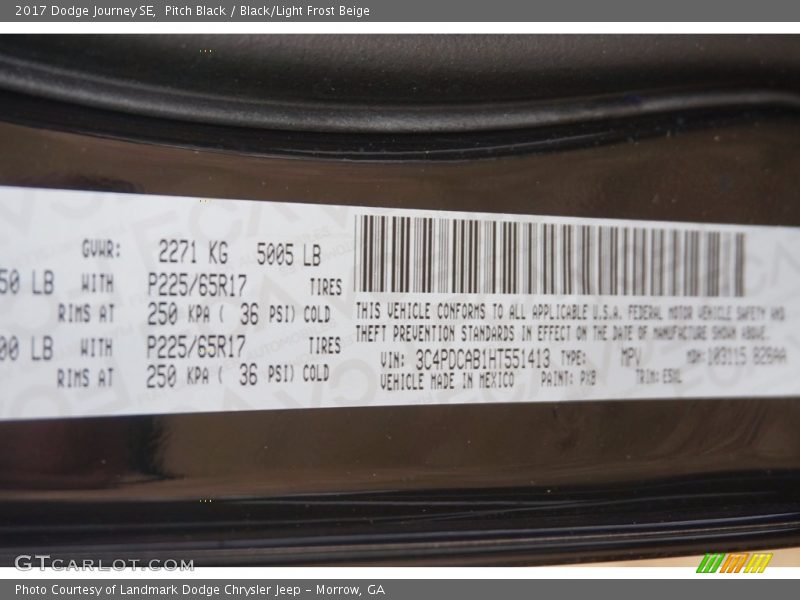 2017 Dodge Journey SE,  Pitch Black / Black/Light Frost Beige
GVWR: 2271 KG 5005 LB
50 LB WITH P225/65R17 TIRES
RIMS AT 250 KPA ( 36 PSI) COLD
00 LB WITH P225/65R17 TIRES
RIMS AT 250 KPA ( 36 PSI) COLD
THIS VEHICLE CONFORMS TO ALL APPLICABLE U.S.A. FEDERAL MOTOR VEHICLE SAFETY AND
THEFT PREVENTION STANDARDS IN EFFECT ON THE DATE OF MANUFACTURE SHOWN ABOVE.
VIN: 3C4PDCAB1HT551413 TYPE: MPV MDH: 103115 826AA
VEHICLE MADE IN MEXICO PAINT: PXB TRIM:
GTCARLOT.COM
Photo Courtesy of Landmark Dodge Chrysler Jeep – Morrow, GA